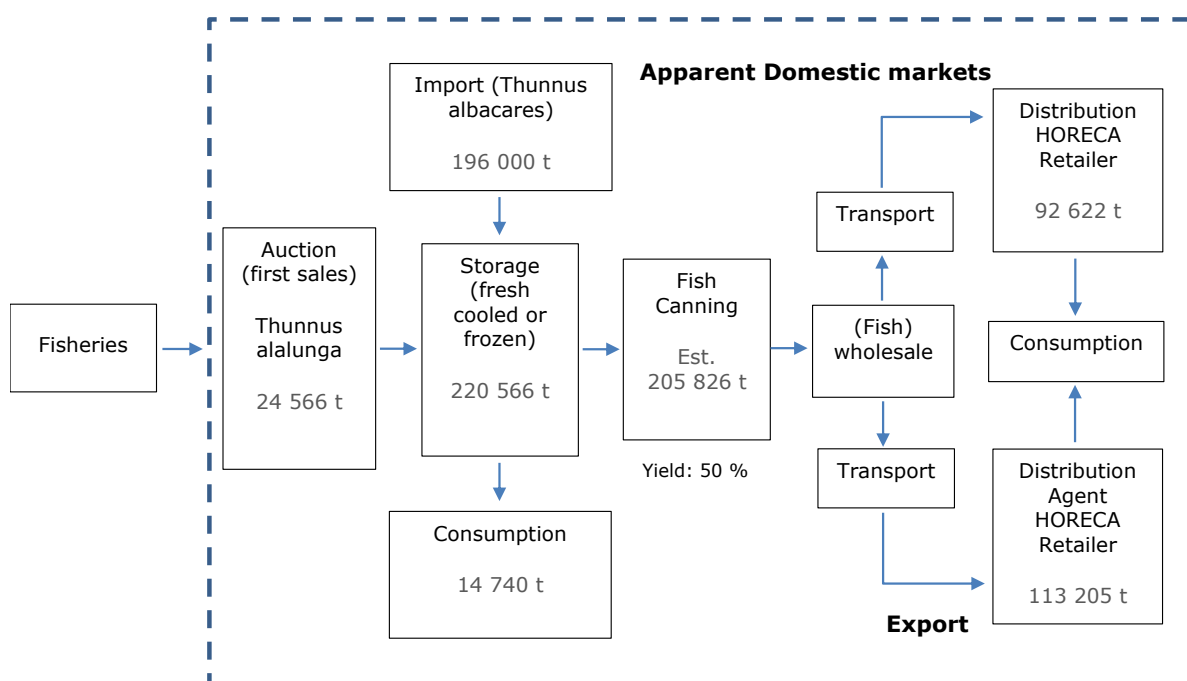 Apparent Domestic markets
Import (Thunnus
albacares)
196 000 t
Distribution
HORECA
Retailer
92 622 t
Transport
Auction
(first sales)
Thunnus
alalunga
24 566 t
Storage
(fresh
cooled or
frozen)
220 566 t
Fish
Canning
Est.
205 826 t
Fisheries
(Fish)
wholesale
Consumption
Yield: 50 %
Transport
Distribution
Agent
HORECA
Retailer
113 205 t
Consumption
14 740 t
Export